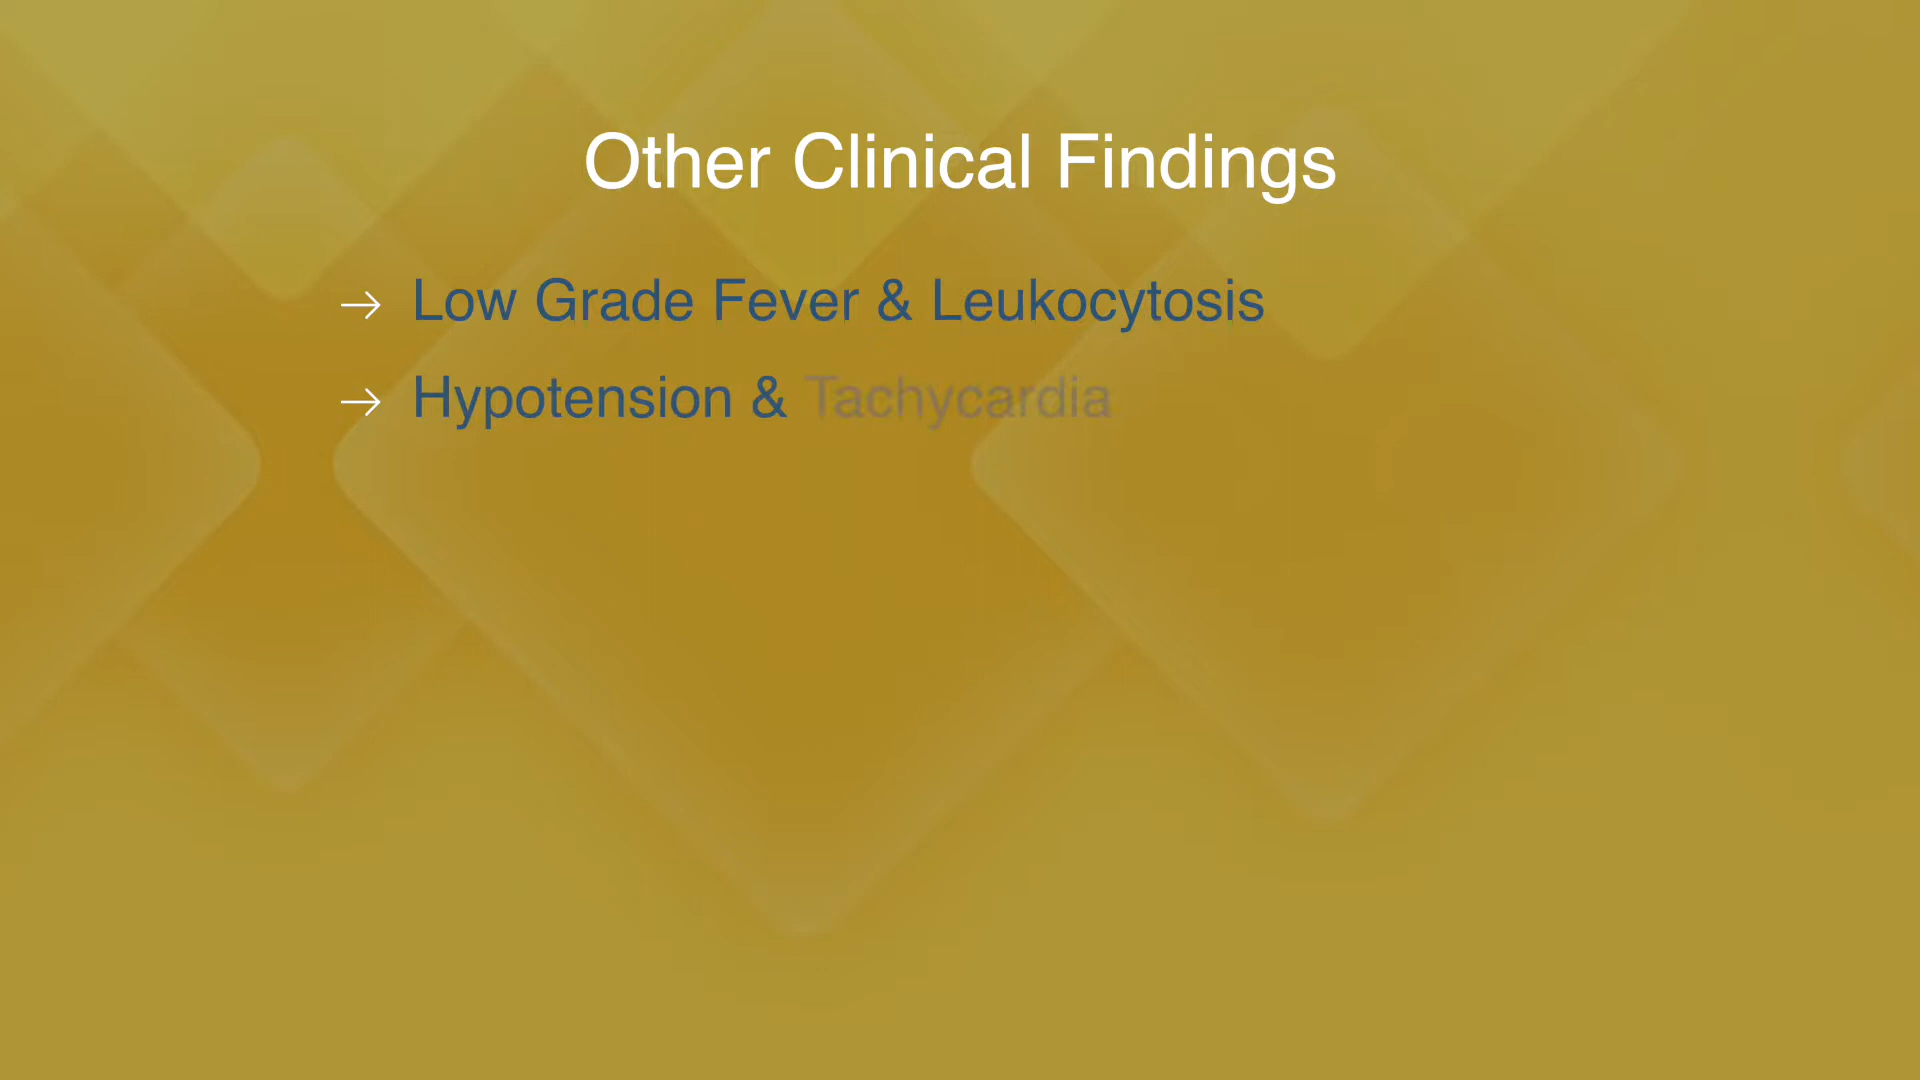 Other Clinical Findings
→ Low Grade Fever & Leukocytosis
→ Hypotension & Tachycardia